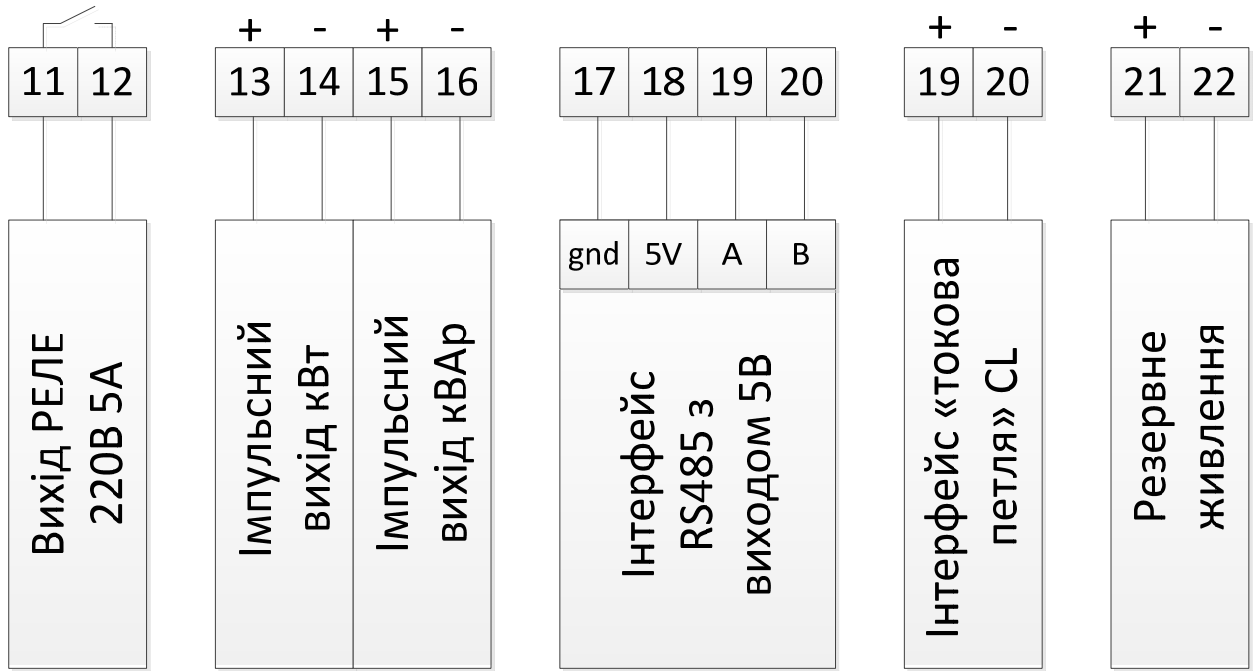 + - + -
+ -
+ -
11 12
13 14 15 16
17 18 19 20
19 20
21 22
gnd 5V A B
Вихід РЕЛЕ
220В 5А
Імпульсний
вихід кВт
Імпульсний
вихід кВАр
Інтерфейс
RS485 з
виходом 5В
Інтерфейс «токова
петля» CL
Резервне
живлення